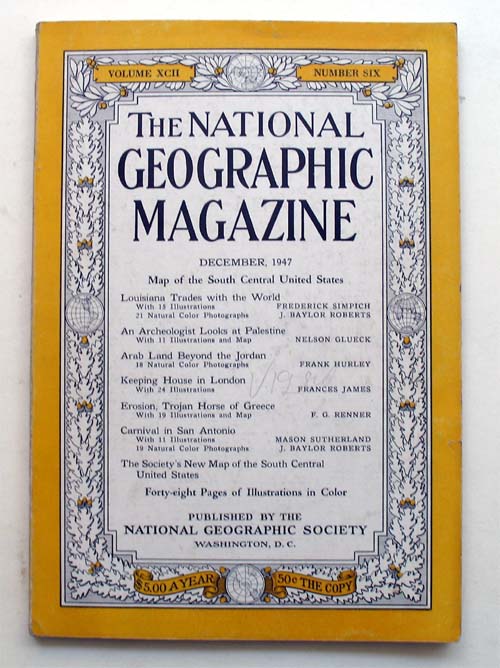 VOLUME XCII NUMBER SIX
THE NATIONAL
GEOGRAPHIC
MAGAZINE
DECEMBER, 1947
Map of the South Central United States
Louisiana Trades with the World
With 15 Illustrations FREDERICK SIMPICH
21 Natural Color Photographs J. BAYLOR ROBERTS
An Archeologist Looks at Palestine
With 11 Illustrations and Map NELSON GLUECK
Arab Land Beyond the Jordan
18 Natural Color Photographs FRANK HURLEY
Keeping House in London
With 24 Illustrations FRANCES JAMES
Erosion, Trojan Horse of Greece
With 19 Illustrations and Map F. G. RENNER
Carnival in San Antonio
With 11 Illustrations MASON SUTHERLAND
19 Natural Color Photographs J. BAYLOR ROBERTS
The Society's New Map of the South Central
United States
Forty-eight Pages of Illustrations in Color
PUBLISHED BY THE
NATIONAL GEOGRAPHIC SOCIETY
WASHINGTON, D. C.
$5.00 A YEAR 50¢ THE COPY